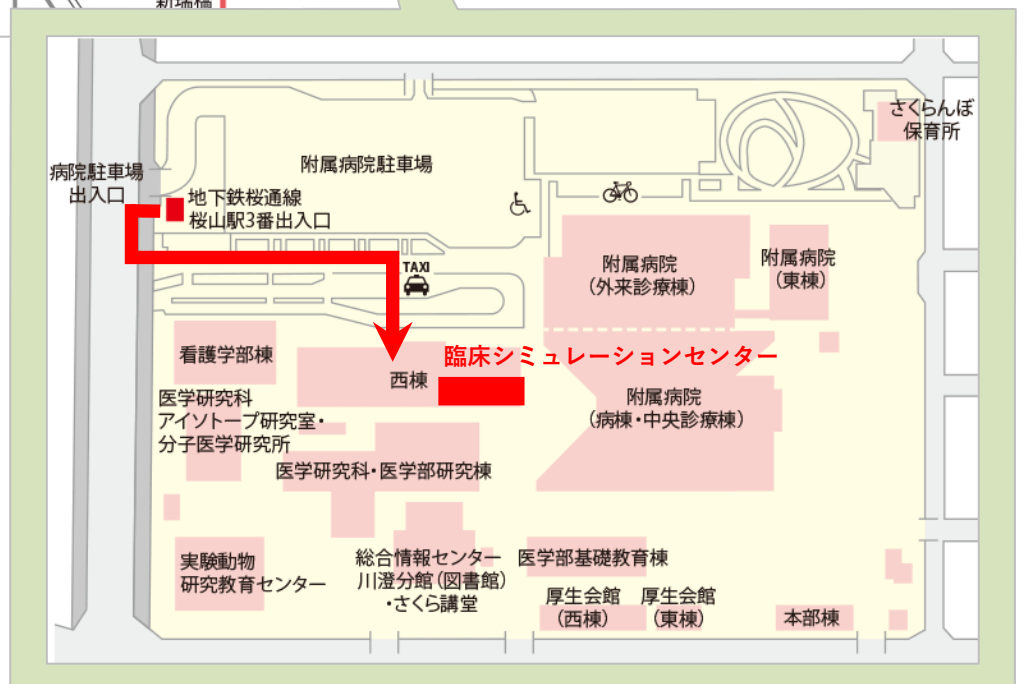 新瑞橋
さくらんぼ
保育所
病院駐車場
出入口
附属病院駐車場
地下鉄桜通線
桜山駅3番出入口
TAXI
附属病院
(外来診療棟)
附属病院
(東棟)
看護学部棟
臨床シミュレーションセンター
西棟
附属病院
(病棟・中央診療棟)
医学研究科
アイソトープ研究室・
分子医学研究所
医学研究科・医学部研究棟
実験動物
研究教育センター
総合情報センター
川澄分館(図書館)
・さくら講堂
医学部基礎教育棟
厚生会館
(西棟)
厚生会館
(東棟)
本部棟